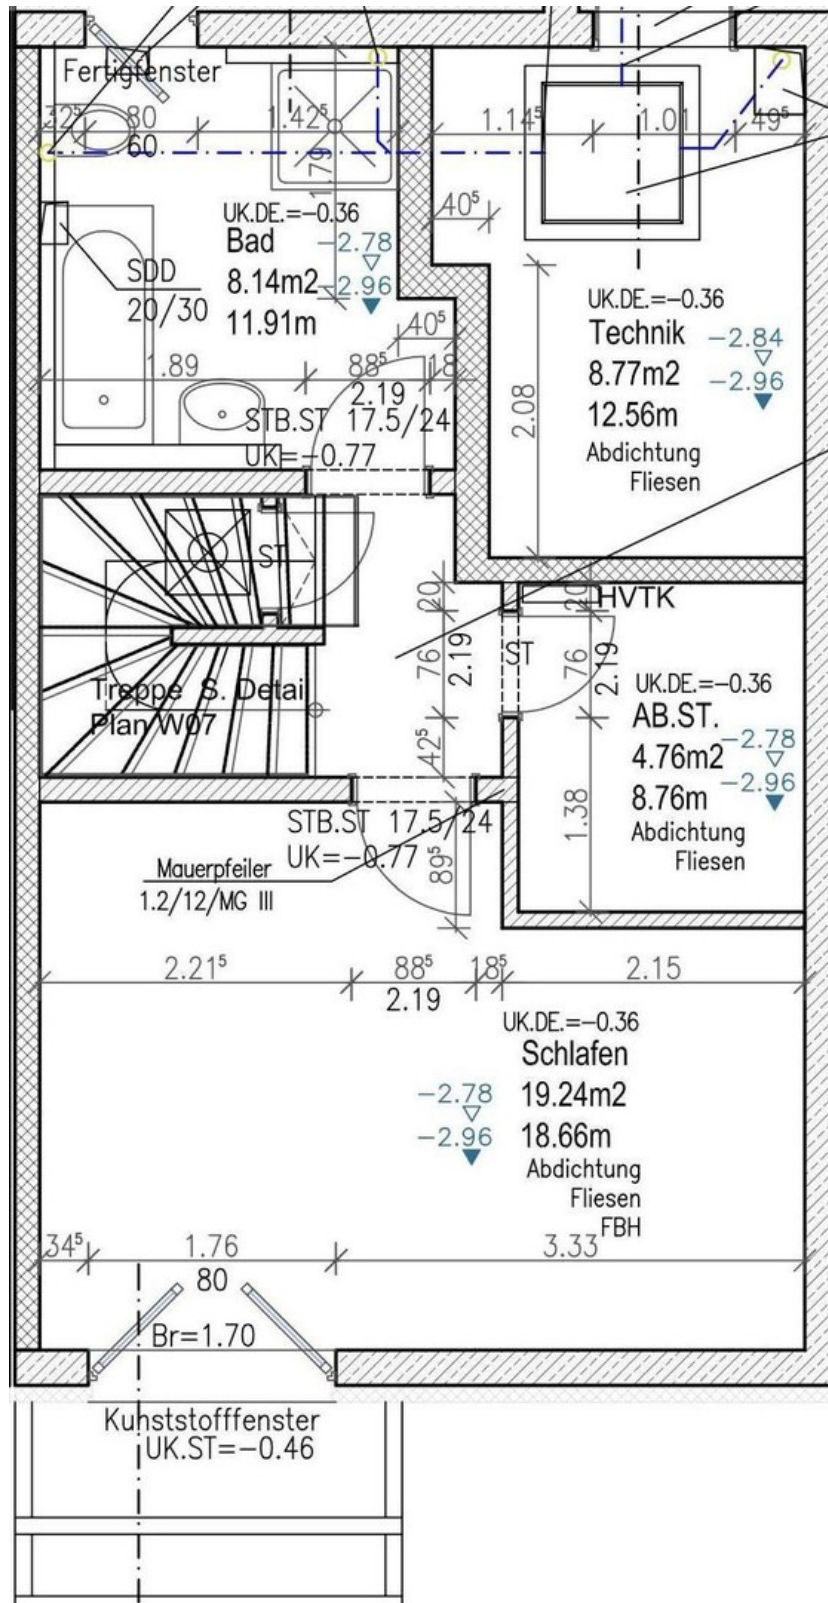 Fertigfenster
32⁵ 80 1.42⁵ 1.14⁵ 1.01 49⁵
60
1.79
40⁵
UK.DE.=-0.36
Bad
8.14m2
11.91m
-2.78
-2.96
SDD
20/30
UK.DE.=-0.36
Technik
8.77m2
12.56m
Abdichtung
Fliesen
-2.84
-2.96
40⁵
1.89 88⁵ 18
2.19
2.08
STB.ST 17.5/24
UK=-0.77
ST
20
76
2.19
42⁵
HVTK
20
76
2.19
ST
Treppe S. Detai
Plan W07
UK.DE.=-0.36
AB.ST.
4.76m2
8.76m
Abdichtung
Fliesen
-2.78
-2.96
1.38
STB.ST 17.5/24
UK=-0.77
89⁵
Mauerpfeiler
1.2/12/MG III
2.21⁵ 88⁵ 18⁵ 2.15
2.19
UK.DE.=-0.36
Schlafen
19.24m2
18.66m
Abdichtung
Fliesen
FBH
-2.78
-2.96
34⁵ 1.76 3.33
80
Br=1.70
Kuhststofffenster
UK.ST=-0.46